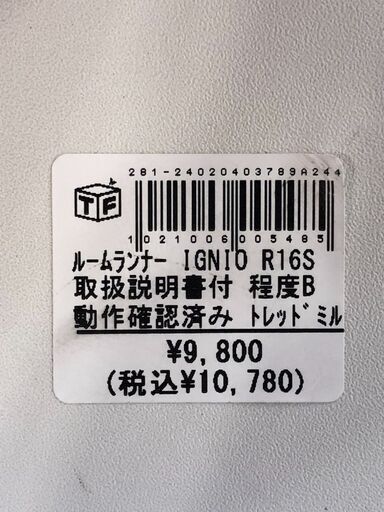 281-24020403789A244
TF
1021006005485
ルームランナー IGNIO R16S
取扱説明書付 程度B
動作確認済み トレッドミル
¥9,800
(税込¥10,780)